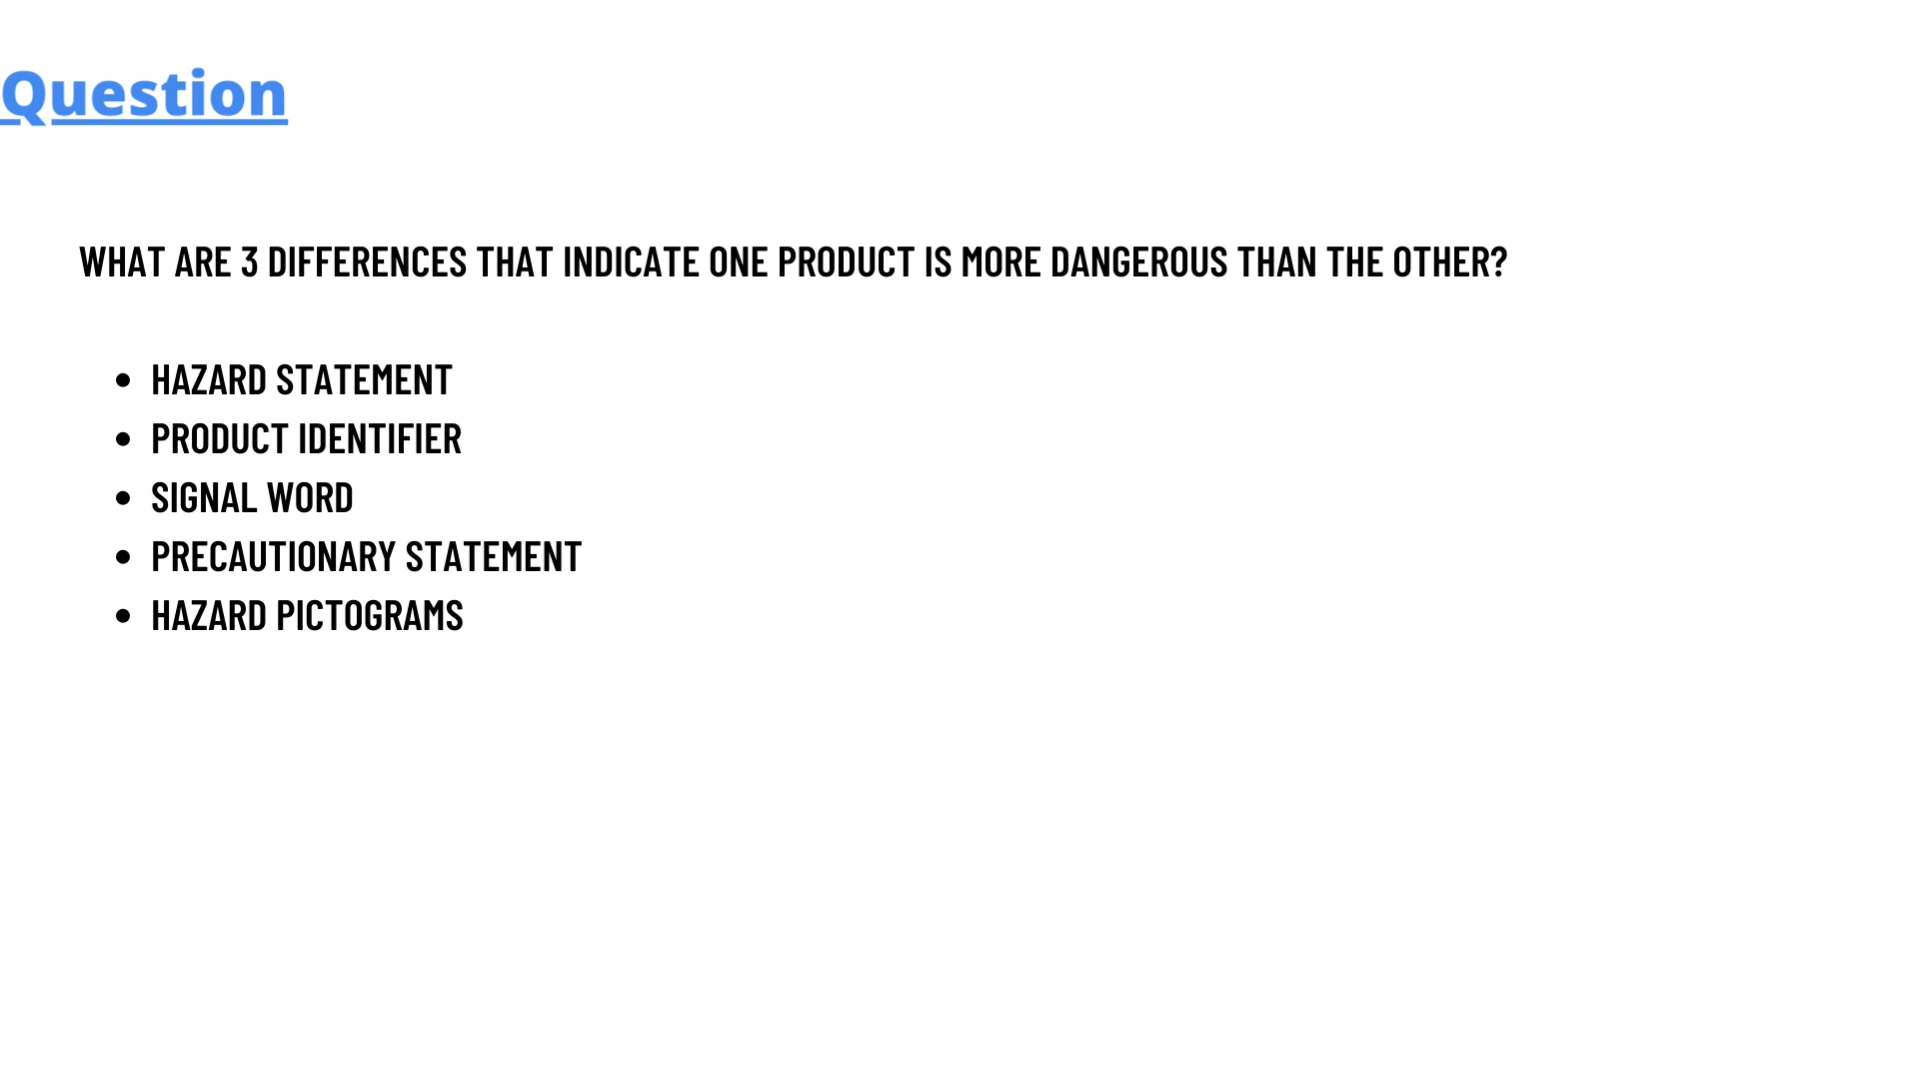 Question
WHAT ARE 3 DIFFERENCES THAT INDICATE ONE PRODUCT IS MORE DANGEROUS THAN THE OTHER?
• HAZARD STATEMENT
• PRODUCT IDENTIFIER
• SIGNAL WORD
• PRECAUTIONARY STATEMENT
• HAZARD PICTOGRAMS